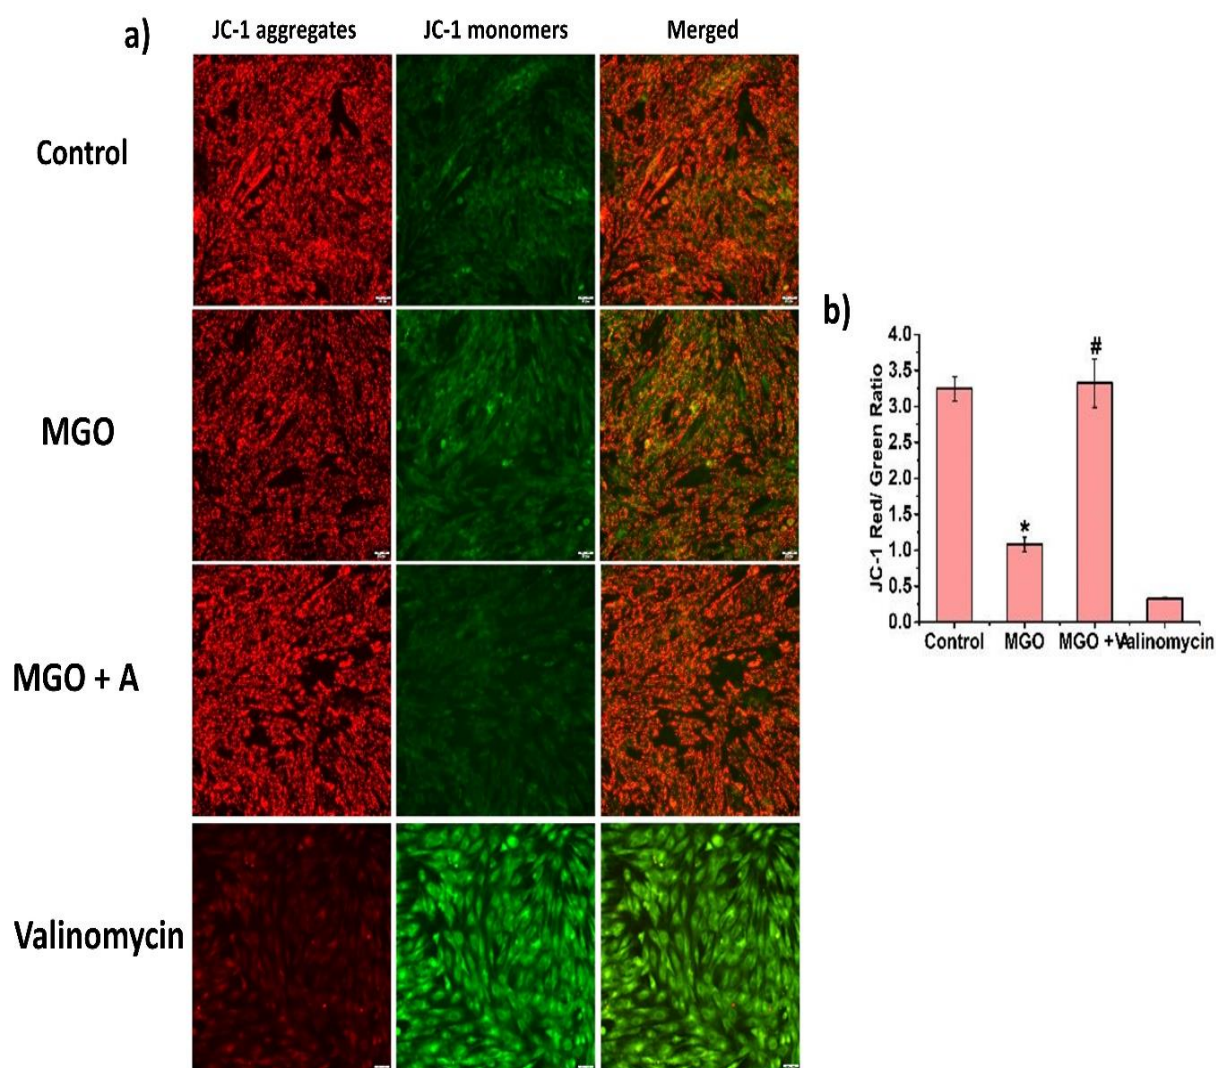 a) JC-1 aggregates JC-1 monomers Merged
Control
MGO
MGO + A
Valinomycin
b)
JC-1 Red/ Green Ratio
4.0
3.5
3.0
2.5
2.0
1.5
1.0
0.5
0.0
*
#
Control MGO MGO +A Valinomycin